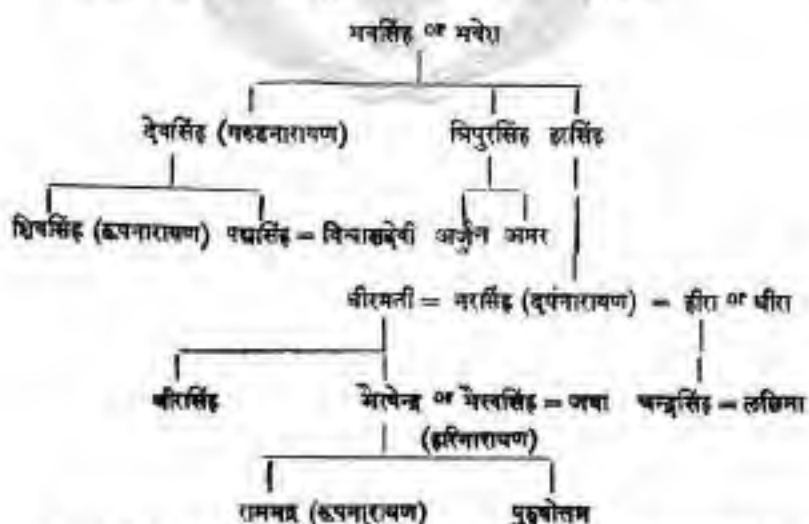 भवसिंह or भवेश
देवसिंह (गरुडनारायण) त्रिपुरसिंह हरसिंह
शिवसिंह (रूपनारायण) पद्मसिंह = विश्वासदेवी अर्जुन अमर
धीरमती = नरसिंह (दर्पनारायण) = हीरा or धीरा
धीरसिंह भैरवेन्द्र or भैरवसिंह = जया चन्द्रसिंह = लछिमा
(हरिनारायण)
रामभद्र (रूपनारायण) पुरुषोत्तम